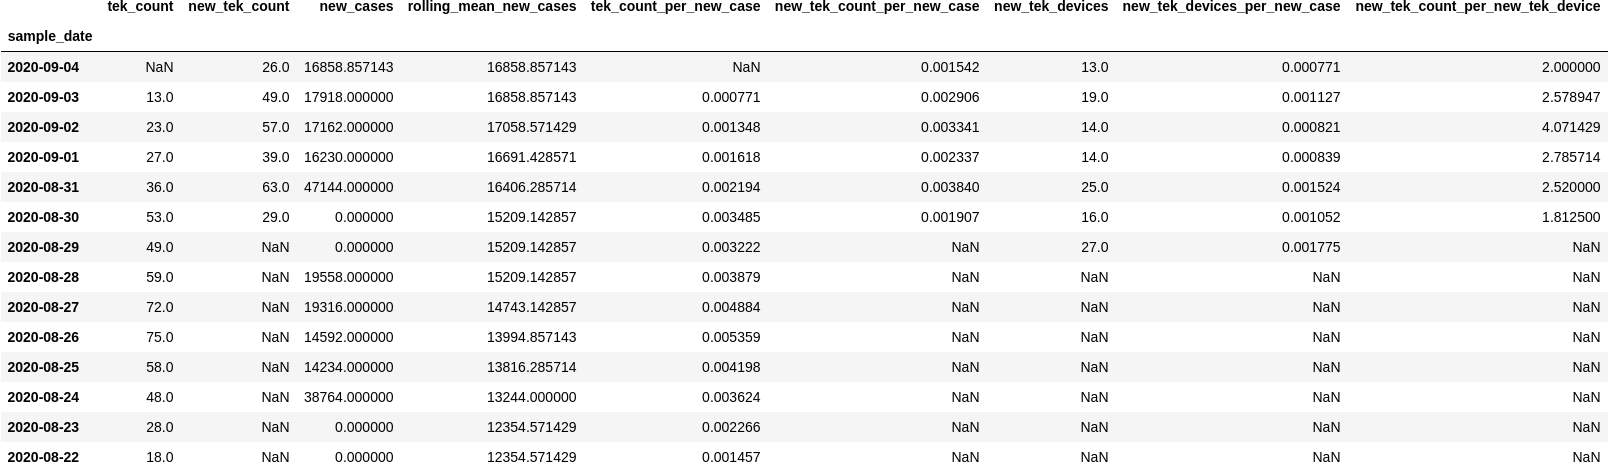 tek_count new_tek_count new_cases rolling_mean_new_cases tek_count_per_new_case new_tek_count_per_new_case new_tek_devices new_tek_devices_per_new_case new_tek_count_per_new_tek_device
sample_date
2020-09-04 NaN 26.0 16858.857143 16858.857143 NaN 0.001542 13.0 0.000771 2.000000
2020-09-03 13.0 49.0 17918.000000 16858.857143 0.000771 0.002906 19.0 0.001127 2.578947
2020-09-02 23.0 57.0 17162.000000 17058.571429 0.001348 0.003341 14.0 0.000821 4.071429
2020-09-01 27.0 39.0 16230.000000 16691.428571 0.001618 0.002337 14.0 0.000839 2.785714
2020-08-31 36.0 63.0 47144.000000 16406.285714 0.002194 0.003840 25.0 0.001524 2.520000
2020-08-30 53.0 29.0 0.000000 15209.142857 0.003485 0.001907 16.0 0.001052 1.812500
2020-08-29 49.0 NaN 0.000000 15209.142857 0.003222 NaN 27.0 0.001775 NaN
2020-08-28 59.0 NaN 19558.000000 15209.142857 0.003879 NaN NaN NaN NaN
2020-08-27 72.0 NaN 19316.000000 14743.142857 0.004884 NaN NaN NaN NaN
2020-08-26 75.0 NaN 14592.000000 13994.857143 0.005359 NaN NaN NaN NaN
2020-08-25 58.0 NaN 14234.000000 13816.285714 0.004198 NaN NaN NaN NaN
2020-08-24 48.0 NaN 38764.000000 13244.000000 0.003624 NaN NaN NaN NaN
2020-08-23 28.0 NaN 0.000000 12354.571429 0.002266 NaN NaN NaN NaN
2020-08-22 18.0 NaN 0.000000 12354.571429 0.001457 NaN NaN NaN NaN